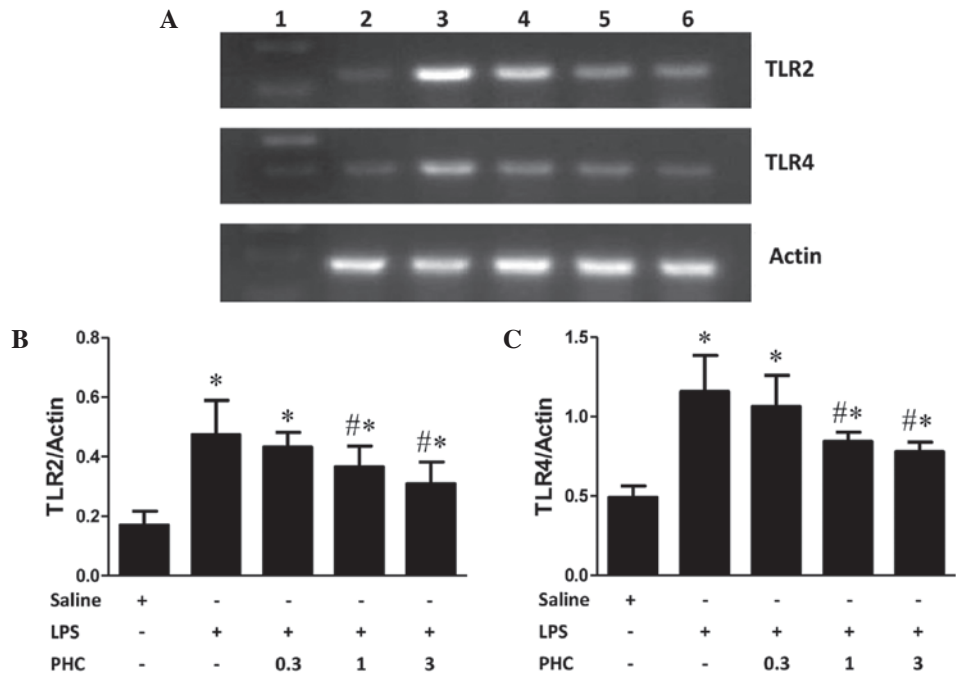 A 1 2 3 4 5 6
TLR2
TLR4
Actin
B
TLR2/Actin
0.8
0.6
0.4
0.2
0.0
* * #* #*
Saline + - - - -
LPS - + + + +
PHC - - 0.3 1 3
C
TLR4/Actin
1.5
1.0
0.5
0.0
* * #* #*
Saline + - - - -
LPS - + + + +
PHC - - 0.3 1 3